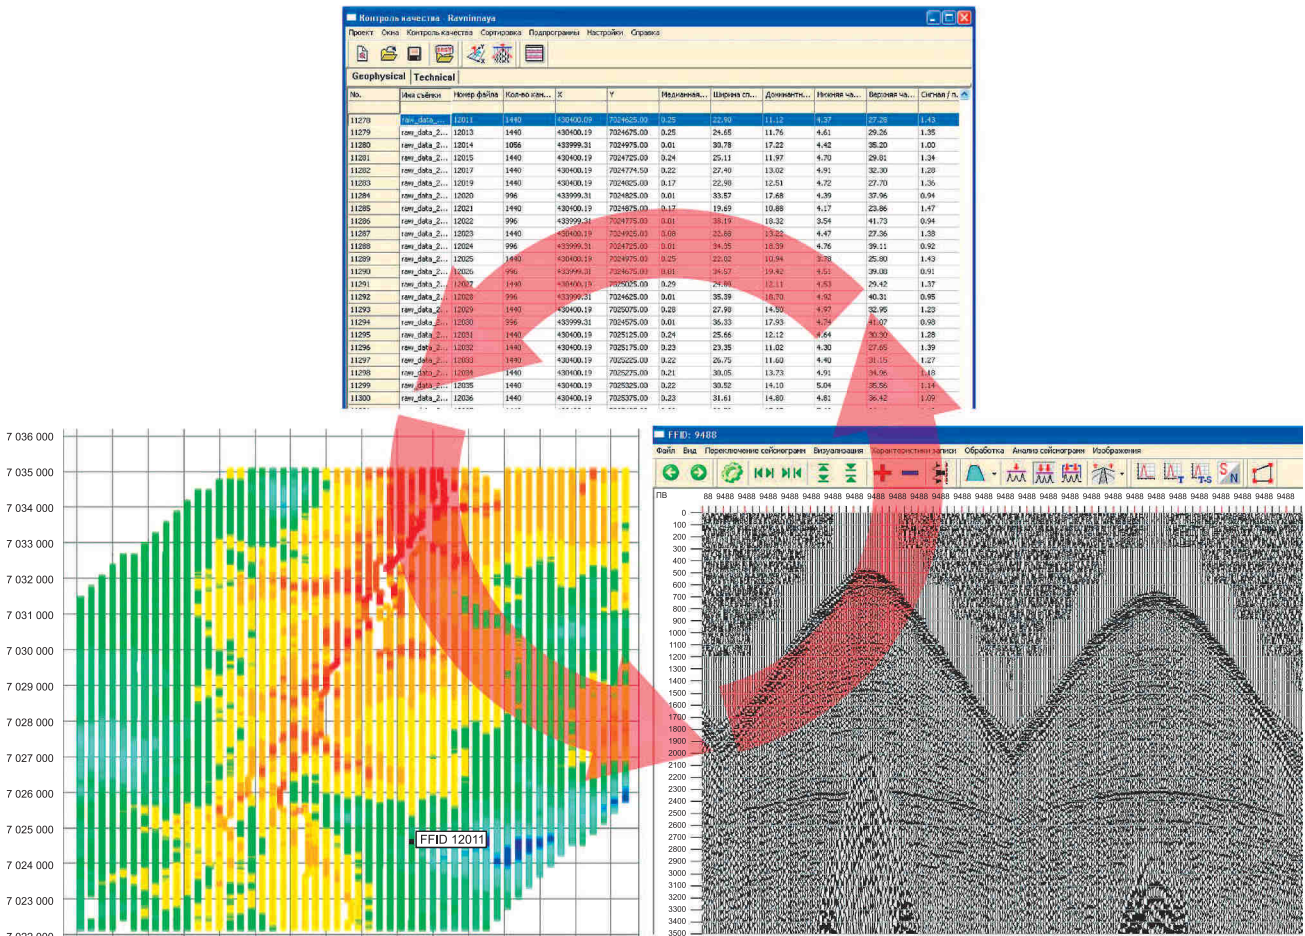 Контроль качества - Ravninnaya
Проект Окна Контроль качества Сортировка Подпрограммы Настройки Справка
Geophysical Technical
No. Имя съёмки Номер файла Кол-во кан... X Y Медианная... Ширина сп... Доминантн... Нижняя ча... Верхняя ча... Сигнал / п...
11278 raw_data_... 12011 1440 430400.09 7024625.00 0.25 22.90 11.12 4.37 27.28 1.43
11279 raw_data_2... 12013 1440 430400.19 7024675.00 0.25 24.65 11.76 4.61 29.26 1.35
11280 raw_data_2... 12014 1056 433999.31 7024975.00 0.01 30.78 17.22 4.42 35.20 1.00
11281 raw_data_2... 12015 1440 430400.19 7024725.00 0.24 25.11 11.97 4.70 29.81 1.34
11282 raw_data_2... 12017 1440 430400.19 7024774.50 0.22 27.40 13.02 4.91 32.30 1.28
11283 raw_data_2... 12019 1440 430400.19 7024825.00 0.17 22.98 12.51 4.72 27.70 1.36
11284 raw_data_2... 12020 996 433999.31 7024825.00 0.01 33.57 17.68 4.39 37.96 0.94
11285 raw_data_2... 12021 1440 430400.19 7024875.00 0.17 19.69 10.88 4.17 23.86 1.47
11286 raw_data_2... 12022 996 433999.31 7024775.00 0.01 38.19 18.32 3.54 41.73 0.94
11287 raw_data_2... 12023 1440 430400.19 7024925.00 0.08 22.88 13.22 4.47 27.36 1.38
11288 raw_data_2... 12024 996 433999.31 7024725.00 0.01 34.35 18.39 4.76 39.11 0.92
11289 raw_data_2... 12025 1440 430400.19 7024975.00 0.25 22.02 10.94 3.78 25.80 1.43
11290 raw_data_2... 12026 996 433999.31 7024675.00 0.01 34.57 19.42 4.51 39.08 0.91
11291 raw_data_2... 12027 1440 430400.19 7025025.00 0.29 24.89 12.11 4.53 29.42 1.37
11292 raw_data_2... 12028 996 433999.31 7024625.00 0.01 35.39 18.70 4.92 40.31 0.95
11293 raw_data_2... 12029 1440 430400.19 7025075.00 0.28 27.98 14.50 4.97 32.95 1.23
11294 raw_data_2... 12030 996 433999.31 7024575.00 0.01 36.33 17.93 4.74 41.07 0.98
11295 raw_data_2... 12031 1440 430400.19 7025125.00 0.24 25.66 12.12 4.64 30.30 1.28
11296 raw_data_2... 12032 1440 430400.19 7025175.00 0.23 23.35 11.02 4.30 27.65 1.39
11297 raw_data_2... 12033 1440 430400.19 7025225.00 0.22 26.75 11.60 4.40 31.15 1.27
11298 raw_data_2... 12034 1440 430400.19 7025275.00 0.21 30.05 13.73 4.91 34.96 1.18
11299 raw_data_2... 12035 1440 430400.19 7025325.00 0.22 30.52 14.10 5.04 35.56 1.14
11300 raw_data_2... 12036 1440 430400.19 7025375.00 0.23 31.61 14.80 4.81 36.42 1.09
7 036 000
7 035 000
7 034 000
7 033 000
7 032 000
7 031 000
7 030 000
7 029 000
7 028 000
7 027 000
7 026 000
7 025 000
7 024 000
7 023 000
7 022 000
FFID 12011
FFID: 9488
Файл Вид Переключение сейсмограмм Визуализация Характеристики записи Обработка Анализ сейсмограмм Изображения
T T-S S N
ПВ 88 9488 9488 9488 9488 9488 9488 9488 9488 9488 9488 9488 9488 9488 9488 9488 9488 9488 9488 9488 9488 9488 9488 9488
0
100
200
300
400
500
600
700
800
900
1000
1100
1200
1300
1400
1500
1600
1700
1800
1900
2000
2100
2200
2300
2400
2500
2600
2700
2800
2900
3000
3100
3200
3300
3400
3500